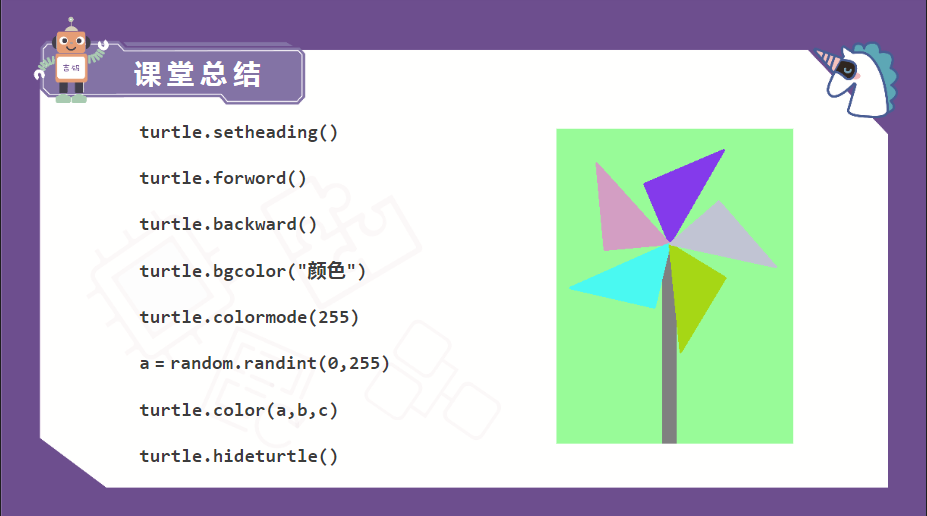 课堂总结
turtle.setheading()
turtle.forword()
turtle.backward()
turtle.bgcolor("颜色")
turtle.colormode(255)
a = random.randint(0,255)
turtle.color(a,b,c)
turtle.hideturtle()